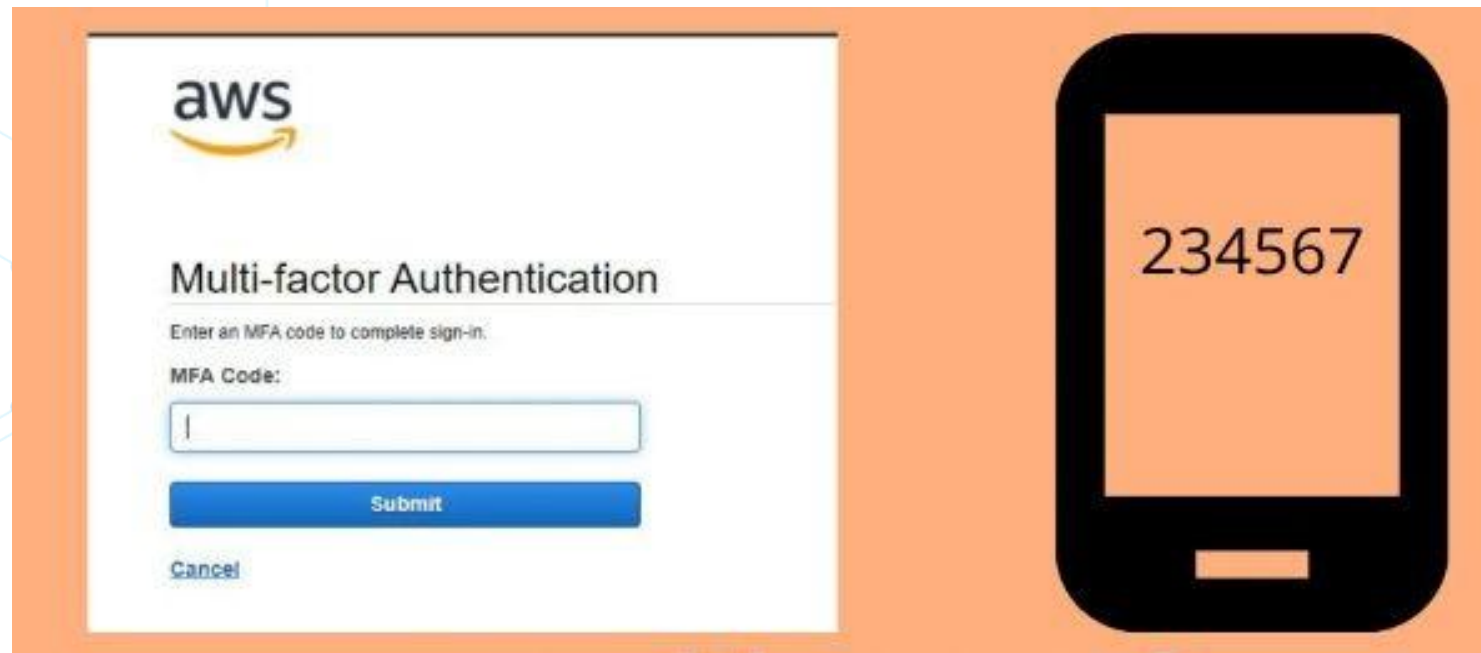 aws
Multi-factor Authentication
Enter an MFA code to complete sign-in.
MFA Code:
Submit
Cancel
234567